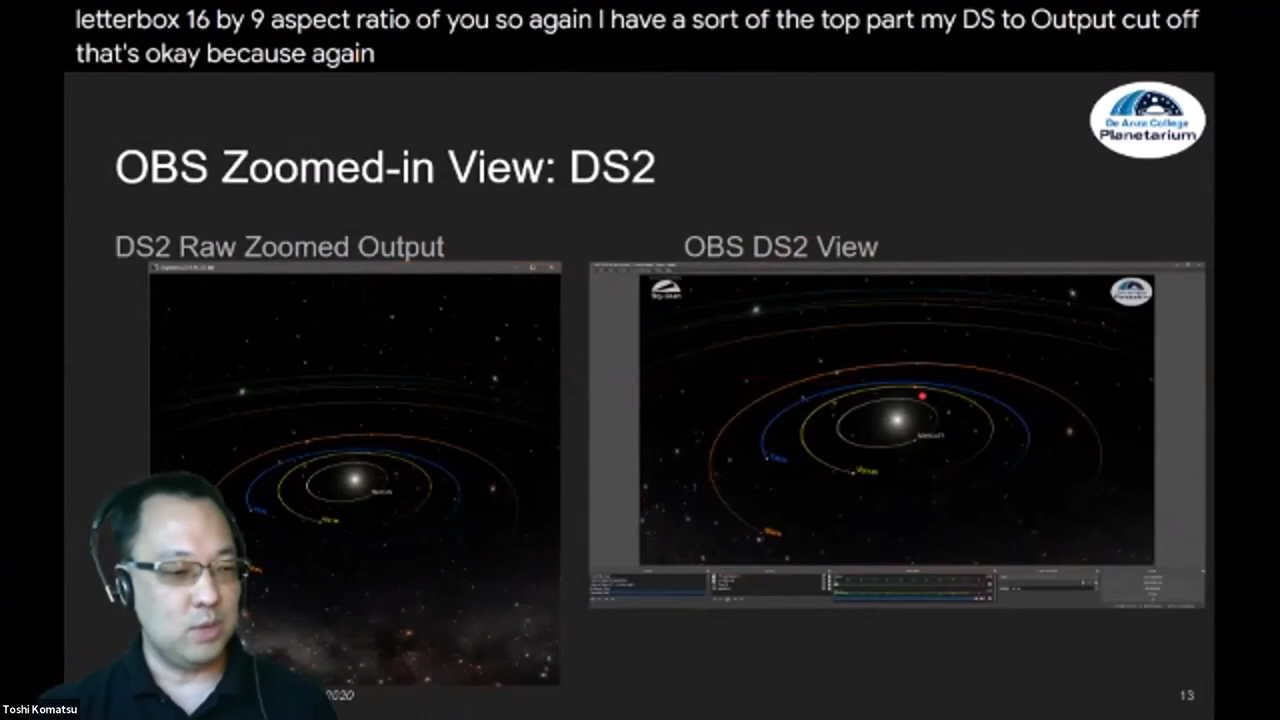 letterbox 16 by 9 aspect ratio of you so again I have a sort of the top part my DS to Output cut off
that's okay because again
De Anza College
Planetarium
OBS Zoomed-in View: DS2
DS2 Raw Zoomed Output
OBS DS2 View
Venus
Mars
2020
13
Toshi Komatsu